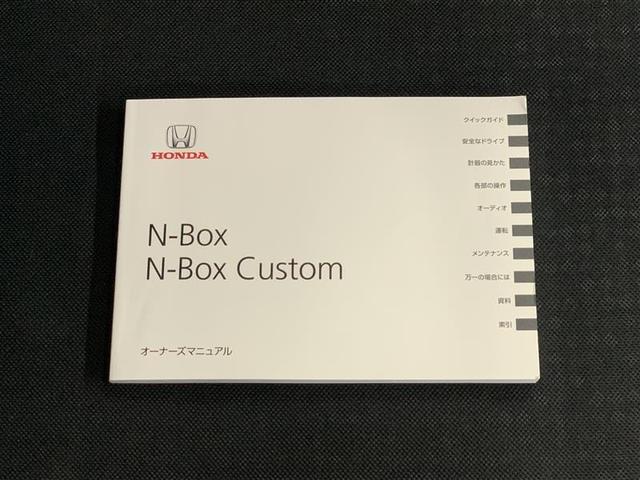 HONDA
N-Box
N-Box Custom
オーナーズマニュアル
クイックガイド
安全なドライブ
計器の見かた
各部の操作
オーディオ
運転
メンテナンス
万一の場合には
資料
索引